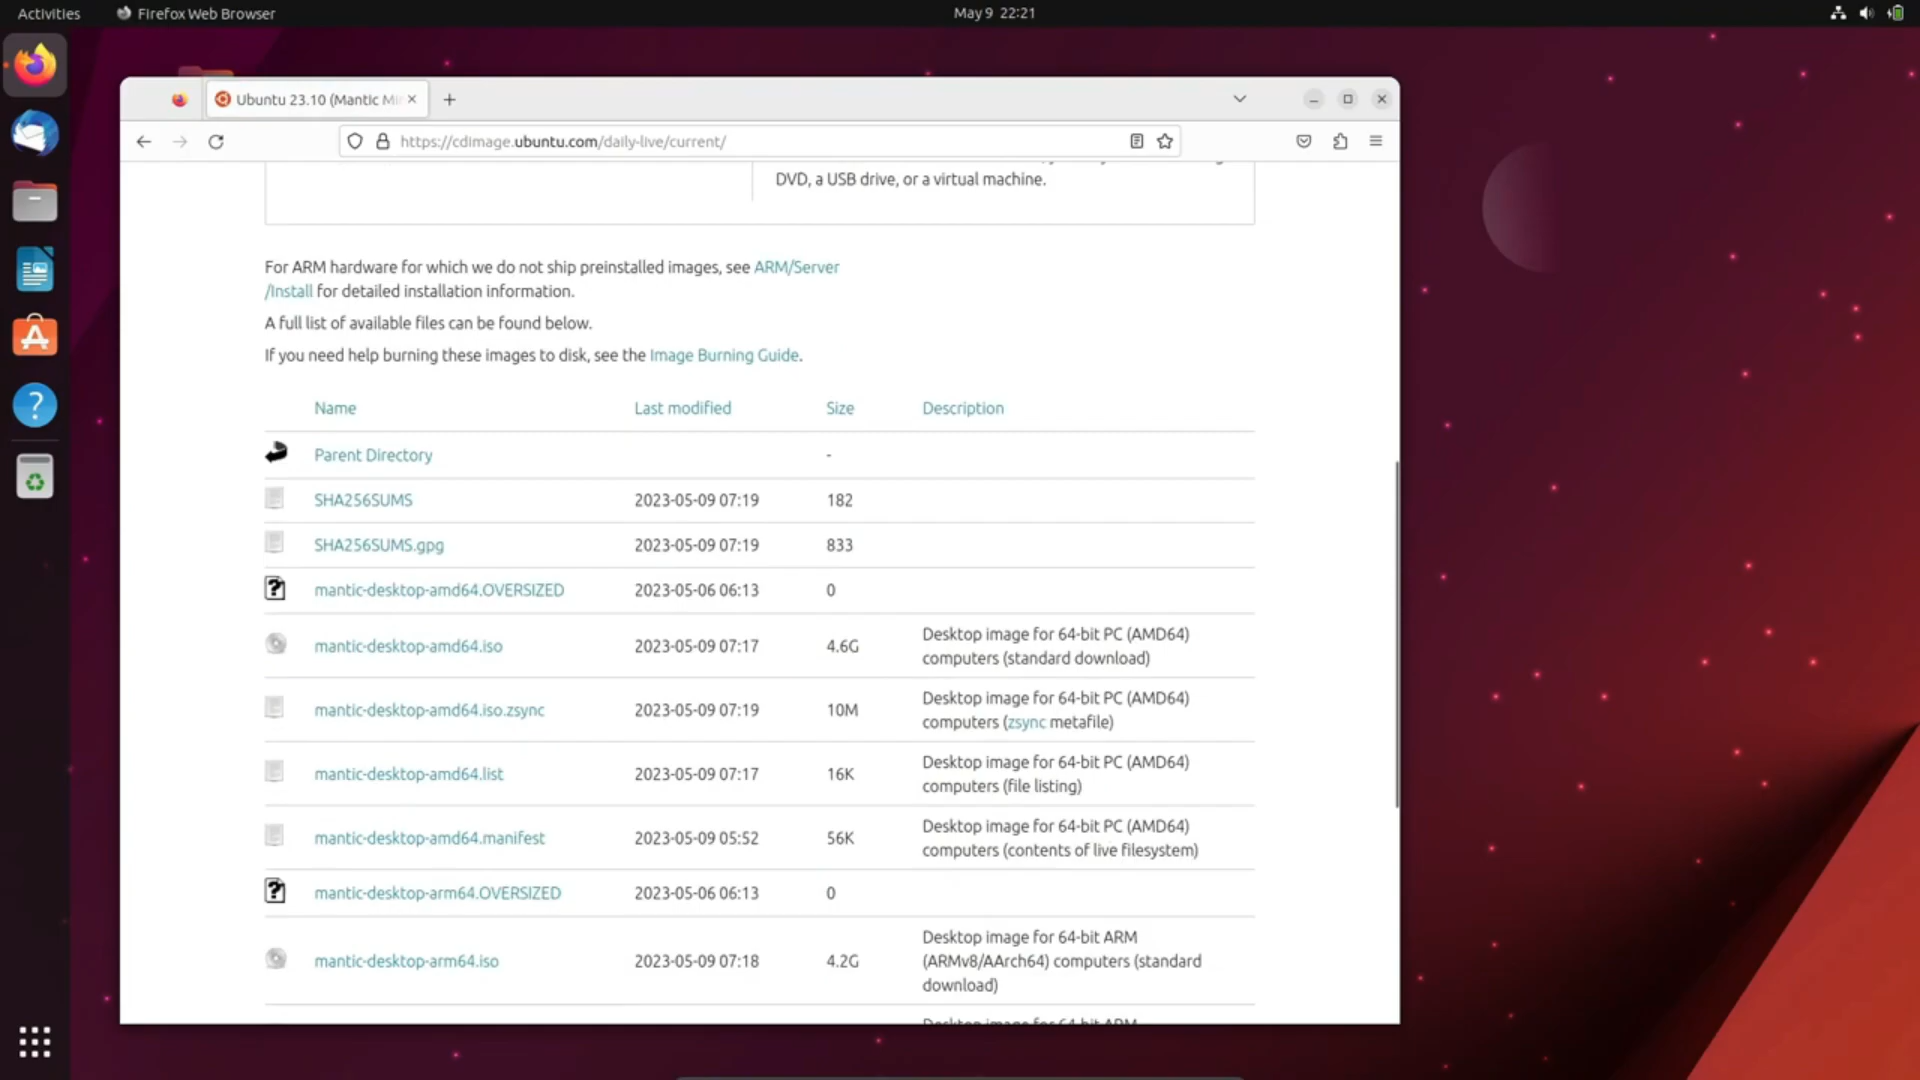 Activities
Firefox Web Browser
May 9 22:21
Ubuntu 23.10 (Mantic Mi
https://cdimage.ubuntu.com/daily-live/current/
DVD, a USB drive, or a virtual machine.
For ARM hardware for which we do not ship preinstalled images, see ARM/Server
/Install for detailed installation information.
A full list of available files can be found below.
If you need help burning these images to disk, see the Image Burning Guide.
Name Last modified Size Description
Parent Directory -
SHA256SUMS 2023-05-09 07:19 182
SHA256SUMS.gpg 2023-05-09 07:19 833
mantic-desktop-amd64.OVERSIZED 2023-05-06 06:13 0
mantic-desktop-amd64.iso 2023-05-09 07:17 4.6G Desktop image for 64-bit PC (AMD64)
computers (standard download)
mantic-desktop-amd64.iso.zsync 2023-05-09 07:19 10M Desktop image for 64-bit PC (AMD64)
computers (zsync metafile)
mantic-desktop-amd64.list 2023-05-09 07:17 16K Desktop image for 64-bit PC (AMD64)
computers (file listing)
mantic-desktop-amd64.manifest 2023-05-09 05:52 56K Desktop image for 64-bit PC (AMD64)
computers (contents of live filesystem)
mantic-desktop-arm64.OVERSIZED 2023-05-06 06:13 0
mantic-desktop-arm64.iso 2023-05-09 07:18 4.2G Desktop image for 64-bit ARM
(ARMv8/AArch64) computers (standard
download)
Desktop image for 64-bit ARM